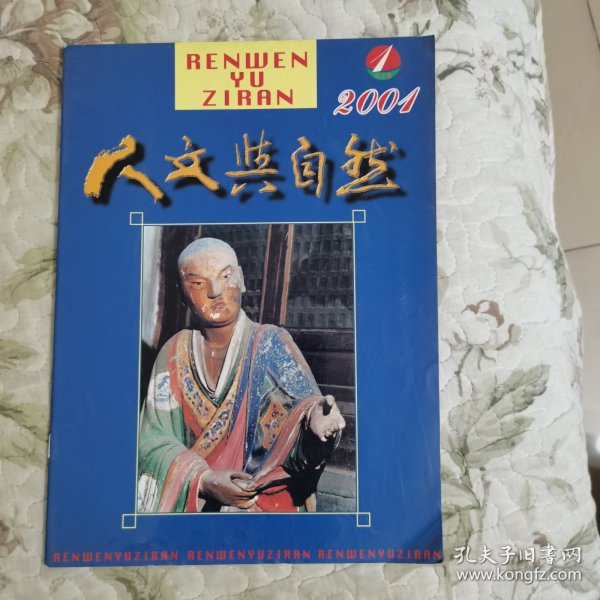 RENWEN
YU
ZIRAN
1
2001
人文与自然
RENWENYUZIRAN RENWENYUZIRAN RENWENYUZIRAN
孔夫子旧书网
www.kongfz.com